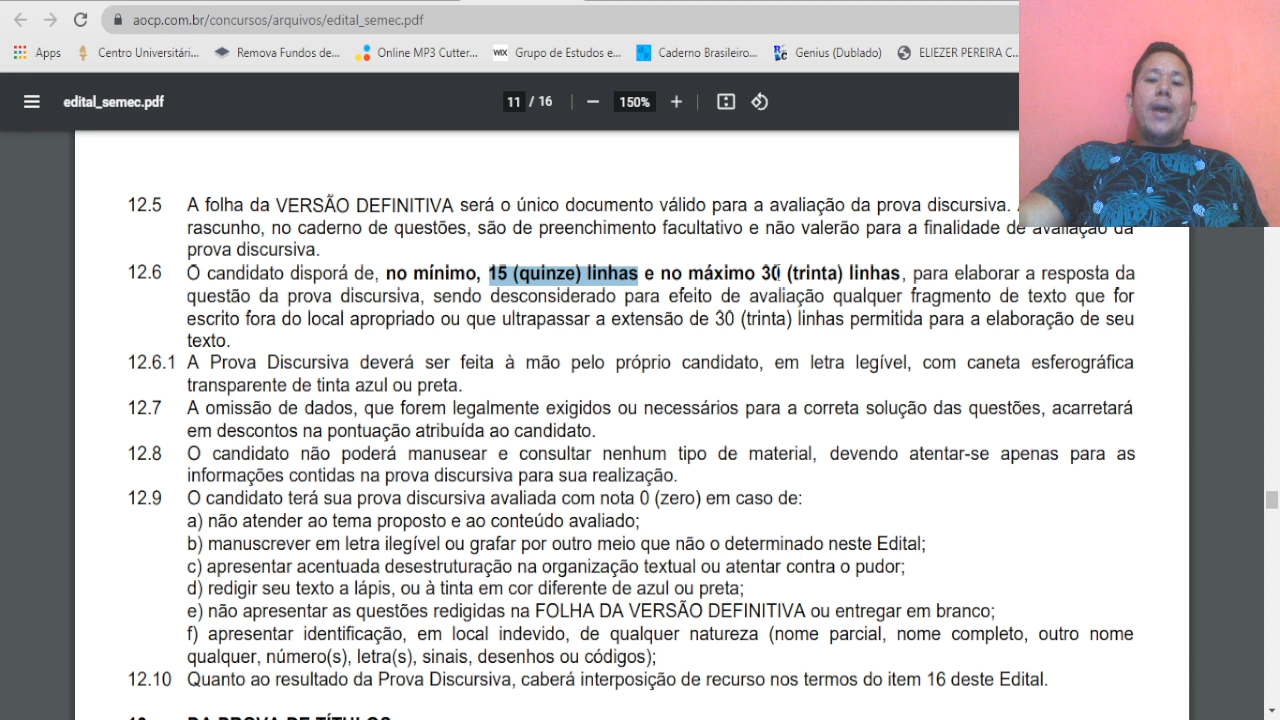 aocp.com.br/concursos/arquivos/edital_semec.pdf
Apps Centro Universitári... Remova Fundos de... Online MP3 Cutter... WIX Grupo de Estudos e... Caderno Brasileiro... Genius (Dublado) ELIEZER PEREIRA C...
edital_semec.pdf 11 / 16 150%
12.5 A folha da VERSÃO DEFINITIVA será o único documento válido para a avaliação da prova discursiva.
rascunho, no caderno de questões, são de preenchimento facultativo e não valerão para a finalidade de avaliação da
prova discursiva.
12.6 O candidato disporá de, no mínimo, 15 (quinze) linhas e no máximo 30 (trinta) linhas, para elaborar a resposta da
questão da prova discursiva, sendo desconsiderado para efeito de avaliação qualquer fragmento de texto que for
escrito fora do local apropriado ou que ultrapassar a extensão de 30 (trinta) linhas permitida para a elaboração de seu
texto.
12.6.1 A Prova Discursiva deverá ser feita à mão pelo próprio candidato, em letra legível, com caneta esferográfica
transparente de tinta azul ou preta.
12.7 A omissão de dados, que forem legalmente exigidos ou necessários para a correta solução das questões, acarretará
em descontos na pontuação atribuída ao candidato.
12.8 O candidato não poderá manusear e consultar nenhum tipo de material, devendo atentar-se apenas para as
informações contidas na prova discursiva para sua realização.
12.9 O candidato terá sua prova discursiva avaliada com nota 0 (zero) em caso de:
a) não atender ao tema proposto e ao conteúdo avaliado;
b) manuscrever em letra ilegível ou grafar por outro meio que não o determinado neste Edital;
c) apresentar acentuada desestruturação na organização textual ou atentar contra o pudor;
d) redigir seu texto a lápis, ou à tinta em cor diferente de azul ou preta;
e) não apresentar as questões redigidas na FOLHA DA VERSÃO DEFINITIVA ou entregar em branco;
f) apresentar identificação, em local indevido, de qualquer natureza (nome parcial, nome completo, outro nome
qualquer, número(s), letra(s), sinais, desenhos ou códigos);
12.10 Quanto ao resultado da Prova Discursiva, caberá interposição de recurso nos termos do item 16 deste Edital.
DA PROVA DE TÍTULOS